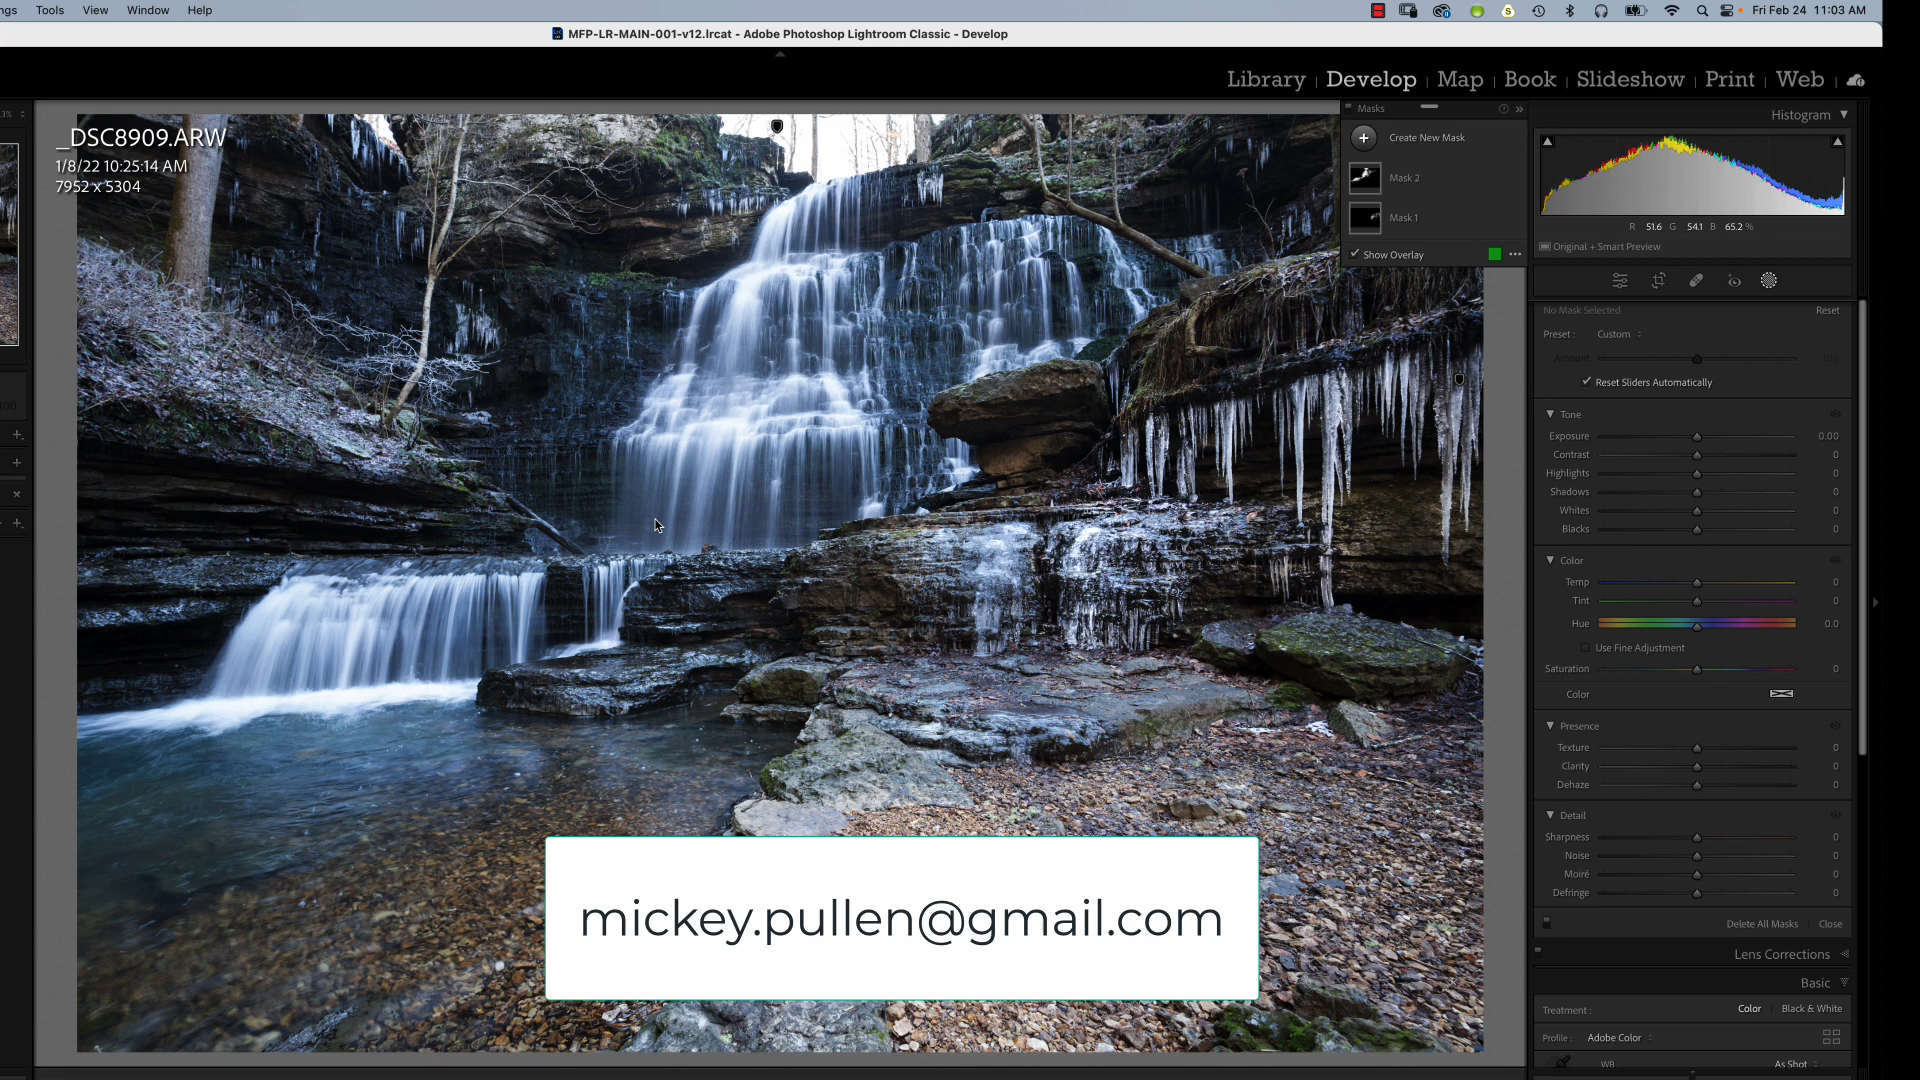 Tools View Window Help
Fri Feb 24 11:03 AM
MFP-LR-MAIN-001-v12.lrcat - Adobe Photoshop Lightroom Classic - Develop
Library | Develop | Map | Book | Slideshow | Print | Web
_DSC8909.ARW
1/8/22 10:25:14 AM
7952 x 5304
Masks
Create New Mask
Mask 2
Mask 1
Show Overlay
Histogram
R 51.6 G 54.1 B 65.2 %
Original + Smart Preview
No Mask Selected Reset
Preset : Custom
Amount
Reset Sliders Automatically
Tone
Exposure 0.00
Contrast 0
Highlights 0
Shadows 0
Whites 0
Blacks 0
Color
Temp 0
Tint 0
Hue 0.0
Use Fine Adjustment
Saturation 0
Color
Presence
Texture 0
Clarity 0
Dehaze 0
Detail
Sharpness 0
Noise 0
Moiré 0
Defringe 0
Delete All Masks Close
Lens Corrections
Basic
Treatment : Color Black & White
Profile : Adobe Color
WB : As Shot
mickey.pullen@gmail.com